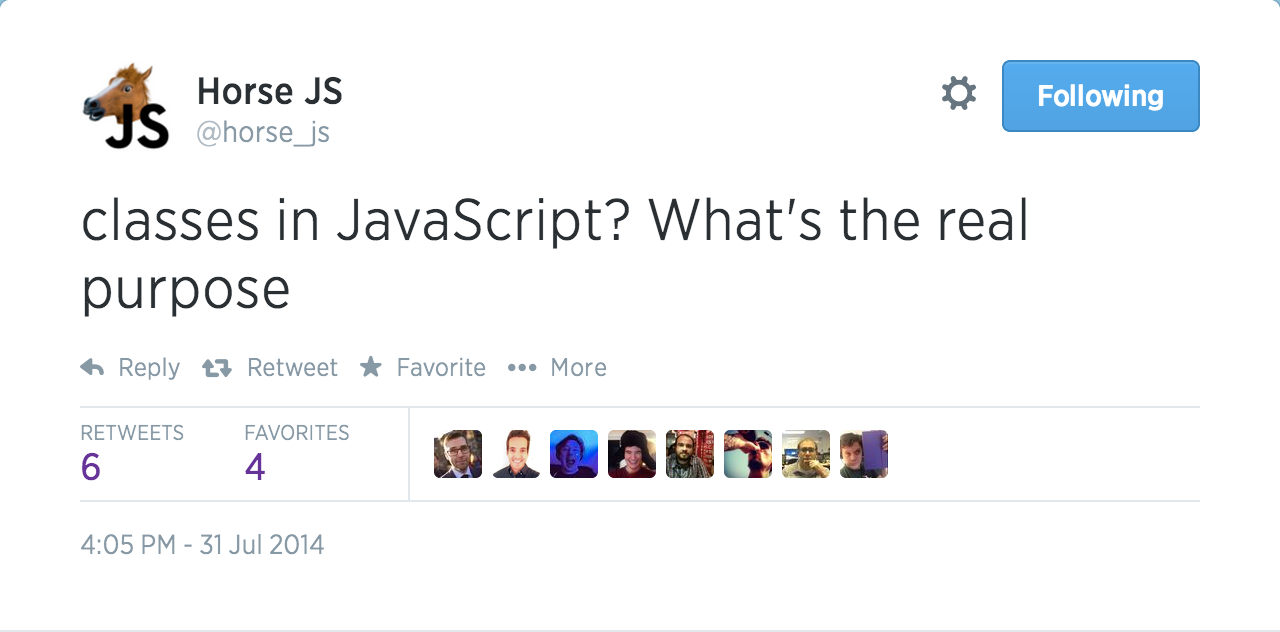 JS
Horse JS
@horse_js
Following
classes in JavaScript? What's the real
purpose
Reply Retweet Favorite More
RETWEETS FAVORITES
6 4
4:05 PM - 31 Jul 2014